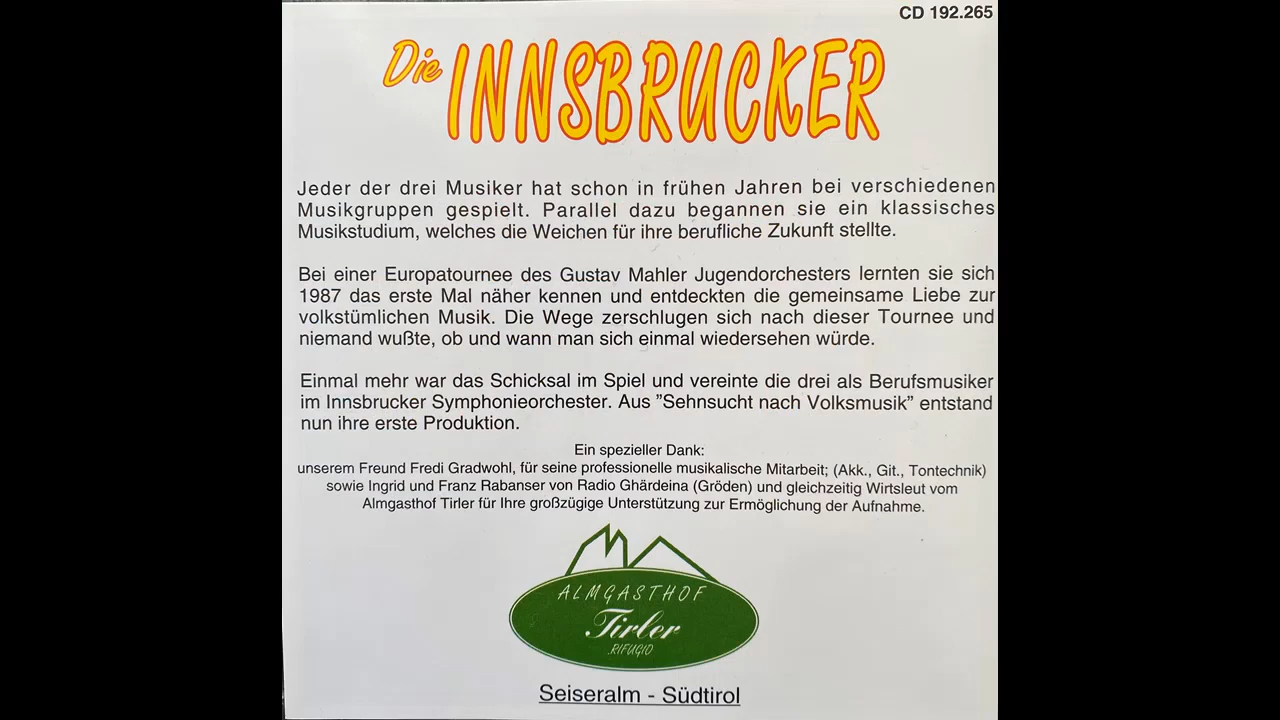 CD 192.265
Die INNSBRUCKER
Jeder der drei Musiker hat schon in frühen Jahren bei verschiedenen
Musikgruppen gespielt. Parallel dazu begannen sie ein klassisches
Musikstudium, welches die Weichen für ihre berufliche Zukunft stellte.
Bei einer Europatournee des Gustav Mahler Jugendorchesters lernten sie sich
1987 das erste Mal näher kennen und entdeckten die gemeinsame Liebe zur
volkstümlichen Musik. Die Wege zerschlugen sich nach dieser Tournee und
niemand wußte, ob und wann man sich einmal wiedersehen würde.
Einmal mehr war das Schicksal im Spiel und vereinte die drei als Berufsmusiker
im Innsbrucker Symphonieorchester. Aus ”Sehnsucht nach Volksmusik” entstand
nun ihre erste Produktion.
Ein spezieller Dank:
unserem Freund Fredi Gradwohl, für seine professionelle musikalische Mitarbeit; (Akk., Git., Tontechnik)
sowie Ingrid und Franz Rabanser von Radio Ghärdeina (Gröden) und gleichzeitig Wirtsleut vom
Almgasthof Tirler für Ihre großzügige Unterstützung zur Ermöglichung der Aufnahme.
ALMGASTHOF
Tirler
.RIFUGIO
Seiseralm - Südtirol